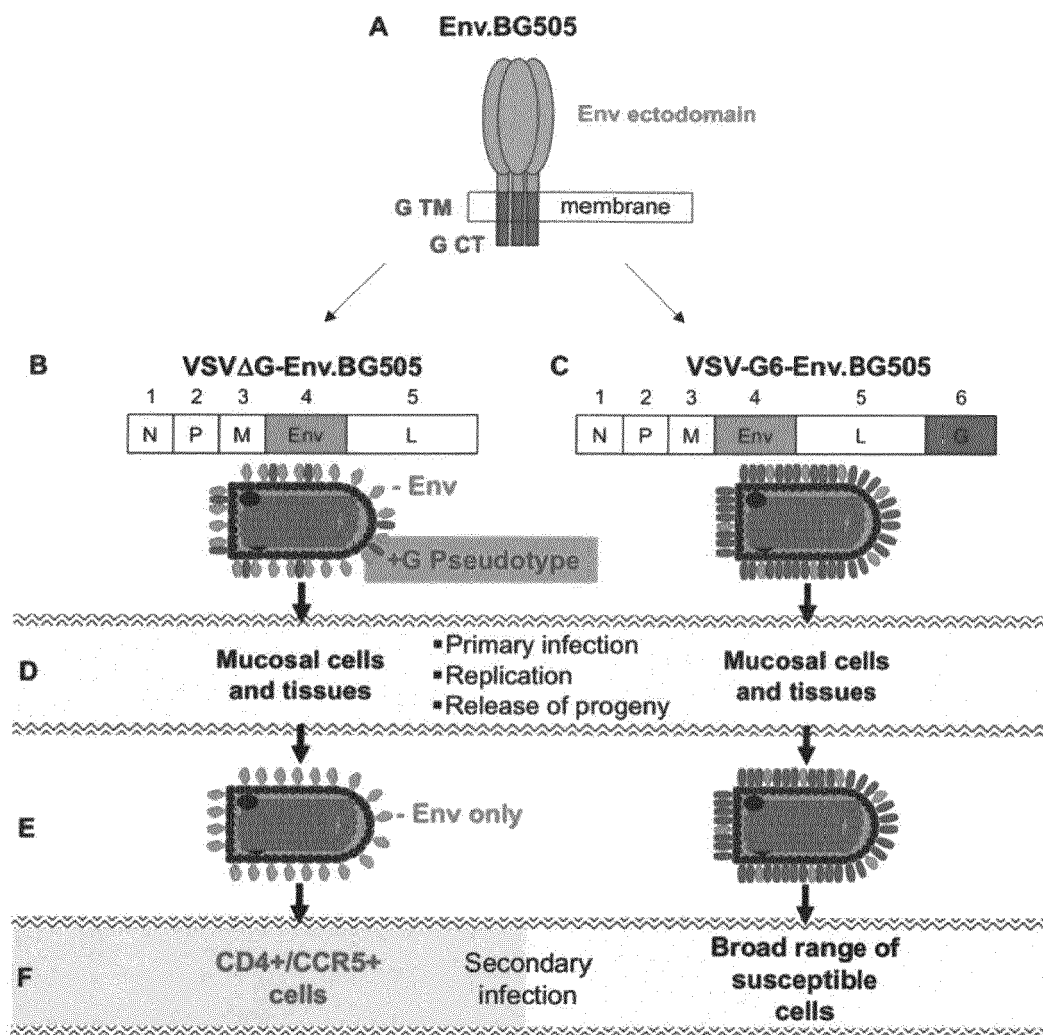 A Env.BG505
Env ectodomain
G TM
membrane
G CT
B VSVΔG-Env.BG505
1 2 3 4 5
N P M Env L
- Env
+G Pseudotype
C VSV-G6-Env.BG505
1 2 3 4 5 6
N P M Env L G
D
Mucosal cells
and tissues
▪Primary infection
▪Replication
▪Release of progeny
Mucosal cells
and tissues
E
- Env only
F
CD4+/CCR5+
cells
Secondary
infection
Broad range of
susceptible
cells